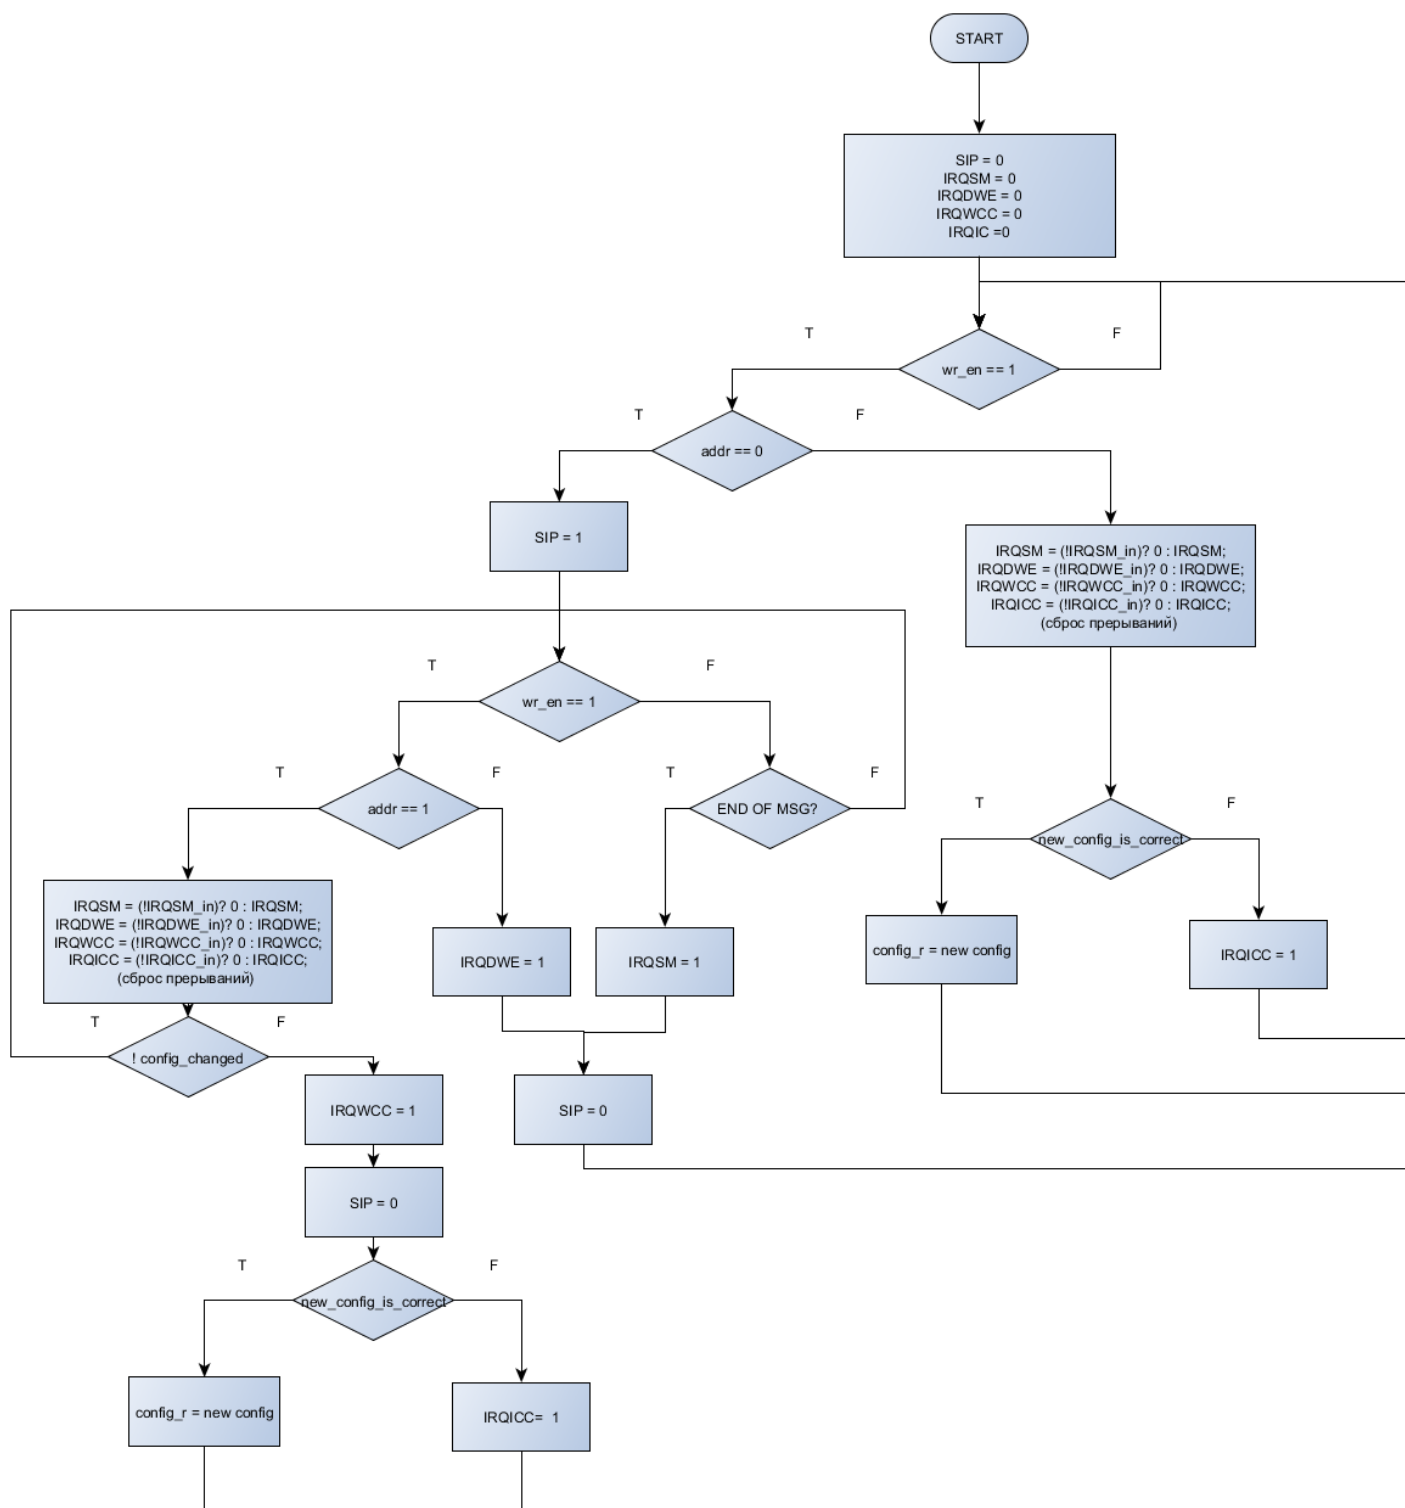 START
SIP = 0
IRQSM = 0
IRQDWE = 0
IRQWCC = 0
IRQIC =0
T
F
wr_en == 1
T
F
addr == 0
SIP = 1
IRQSM = (!IRQSM_in)? 0 : IRQSM;
IRQDWE = (!IRQDWE_in)? 0 : IRQDWE;
IRQWCC = (!IRQWCC_in)? 0 : IRQWCC;
IRQICC = (!IRQICC_in)? 0 : IRQICC;
(сброс прерываний)
T
F
wr_en == 1
T
F
T
F
addr == 1
END OF MSG?
T
F
new_config_is_correct
IRQSM = (!IRQSM_in)? 0 : IRQSM;
IRQDWE = (!IRQDWE_in)? 0 : IRQDWE;
IRQWCC = (!IRQWCC_in)? 0 : IRQWCC;
IRQICC = (!IRQICC_in)? 0 : IRQICC;
(сброс прерываний)
IRQDWE = 1
IRQSM = 1
config_r = new config
IRQICC = 1
T
F
! config_changed
IRQWCC = 1
SIP = 0
SIP = 0
T
F
new_config_is_correct
config_r = new config
IRQICC=  1